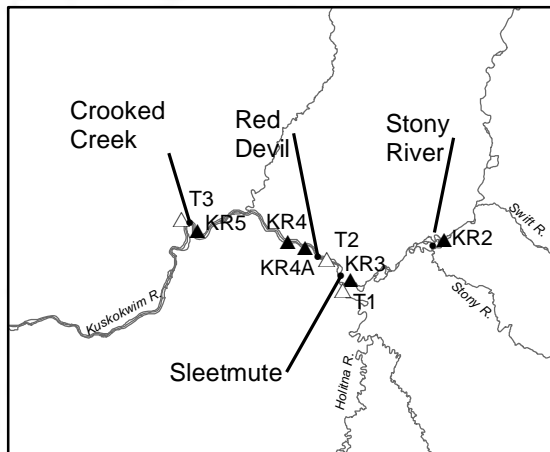 Crooked
Creek
Red
Devil
Stony
River
T3
KR5
KR4
T2
KR2
Swift R.
KR4A
KR3
T1
Stony R.
Kuskokwim R.
Sleetmute
Holitna R.